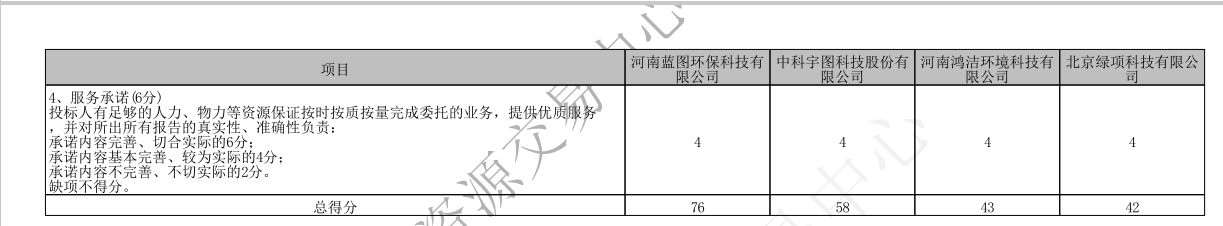 项目
河南蓝图环保科技有
限公司
中科宇图科技股份有
限公司
河南鸿洁环境科技有
限公司
北京绿项科技有限公
司
4、服务承诺(6分)
投标人有足够的人力、物力等资源保证按时按质按量完成委托的业务，提供优质服务
，并对所出所有报告的真实性、准确性负责；
承诺内容完善、切合实际的6分；
承诺内容基本完善、较为实际的4分；
承诺内容不完善、不切实际的2分。
缺项不得分。
4
4
4
4
总得分
76
58
43
42
资源交易中心
中心